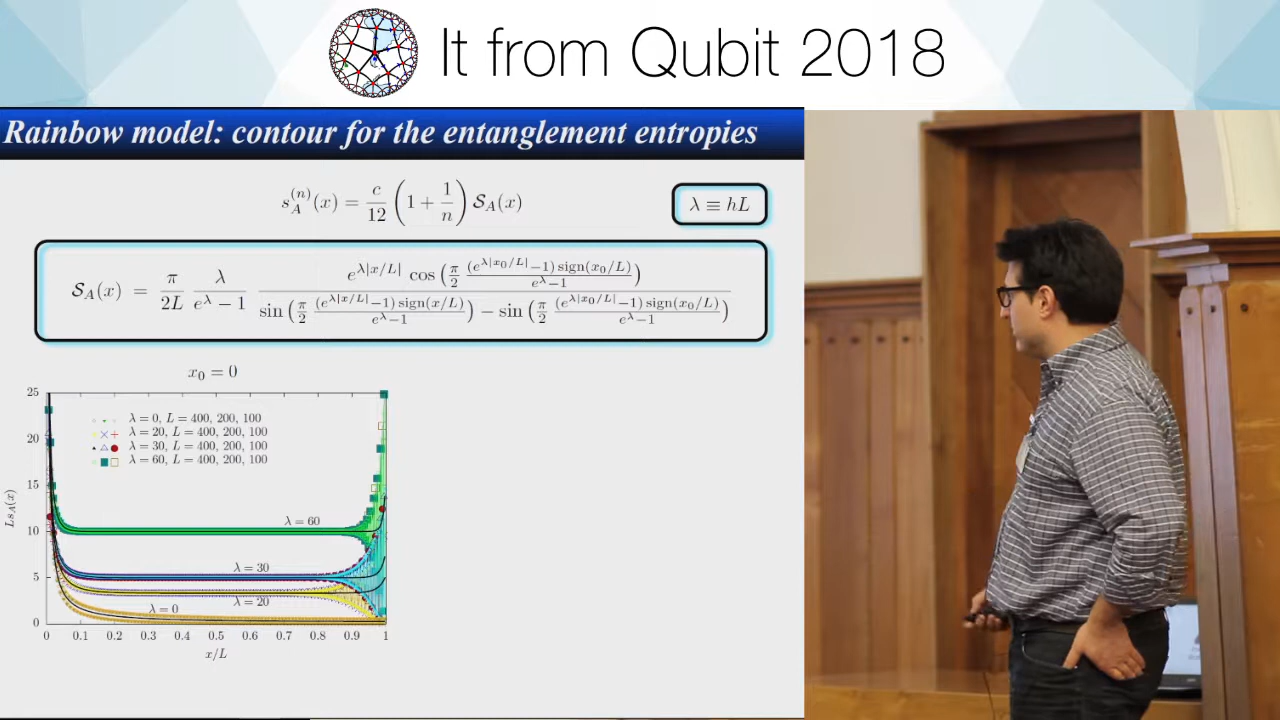 It from Qubit 2018
Rainbow model: contour for the entanglement entropies
s_A^{(n)}(x) = \frac{c}{12} \left( 1 + \frac{1}{n} \right) \mathcal{S}_A(x)
λ ≡ hL
\mathcal{S}_A(x) = \frac{\pi}{2L} \frac{\lambda}{e^{\lambda} - 1} \frac{e^{\lambda|x/L|} \cos\left( \frac{\pi}{2} \frac{(e^{\lambda|x_0/L|} - 1)\,\mathrm{sign}(x_0/L)}{e^{\lambda} - 1} \right)}{\sin\left( \frac{\pi}{2} \frac{(e^{\lambda|x/L|} - 1)\,\mathrm{sign}(x/L)}{e^{\lambda} - 1} \right) - \sin\left( \frac{\pi}{2} \frac{(e^{\lambda|x_0/L|} - 1)\,\mathrm{sign}(x_0/L)}{e^{\lambda} - 1} \right)}
x_0 = 0
25
λ = 0, L = 400, 200, 100
λ = 20, L = 400, 200, 100
20
λ = 30, L = 400, 200, 100
λ = 60, L = 400, 200, 100
15
L s_A(x)
λ = 60
10
λ = 30
5
λ = 20
λ = 0
0
0 0.1 0.2 0.3 0.4 0.5 0.6 0.7 0.8 0.9 1
x/L